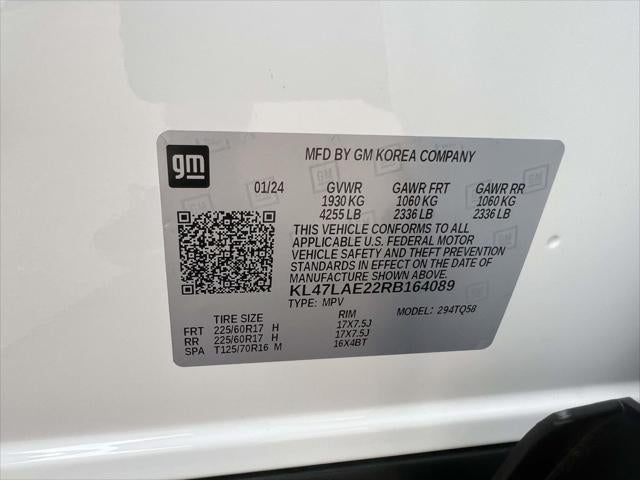 gm
MFD BY GM KOREA COMPANY
01/24 GVWR GAWR FRT GAWR RR
1930 KG 1060 KG 1060 KG
4255 LB 2336 LB 2336 LB
THIS VEHICLE CONFORMS TO ALL
APPLICABLE U.S. FEDERAL MOTOR
VEHICLE SAFETY AND THEFT PREVENTION
STANDARDS IN EFFECT ON THE DATE OF
MANUFACTURE SHOWN ABOVE.
KL47LAE22RB164089
TYPE: MPV MODEL: 294TQ58
TIRE SIZE RIM
FRT 225/60R17 H 17X7.5J
RR 225/60R17 H 17X7.5J
SPA T125/70R16 M 16X4BT